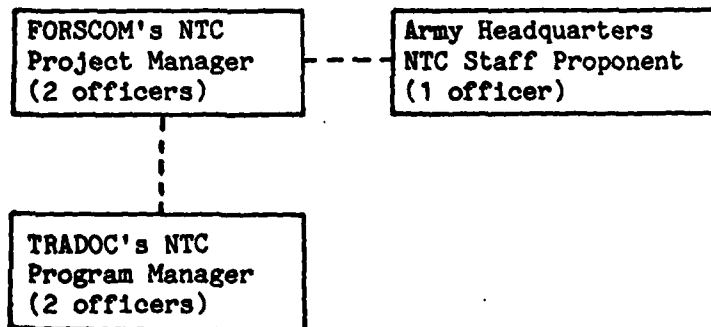 FORSCOM's NTC
Project Manager
(2 officers)
Army Headquarters
NTC Staff Proponent
(1 officer)
TRADOC's NTC
Program Manager
(2 officers)